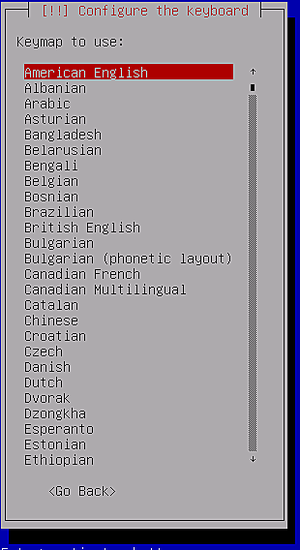 [!!] Configure the keyboard
Keymap to use:
American English
Albanian
Arabic
Asturian
Bangladesh
Belarusian
Bengali
Belgian
Bosnian
Brazilian
British English
Bulgarian
Bulgarian (phonetic layout)
Canadian French
Canadian Multilingual
Catalan
Chinese
Croatian
Czech
Danish
Dutch
Dvorak
Dzongkha
Esperanto
Estonian
Ethiopian
<Go Back>